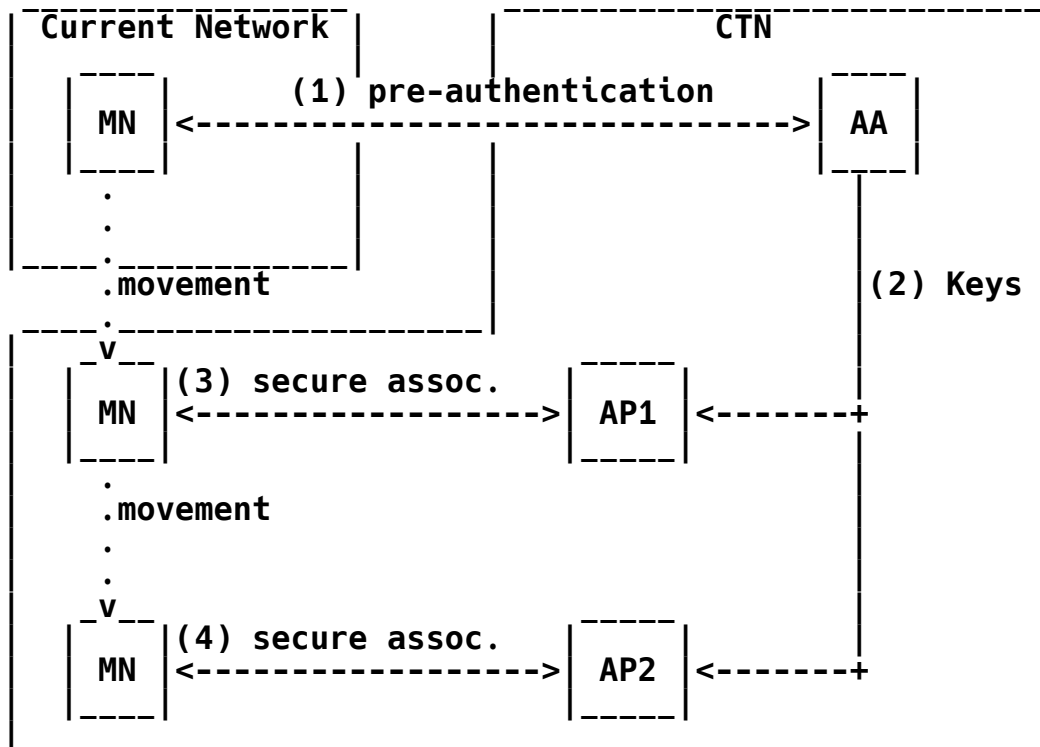 Current Network CTN
(1) pre-authentication
MN AA
movement
(2) Keys
(3) secure assoc.
MN AP1
movement
(4) secure assoc.
MN AP2